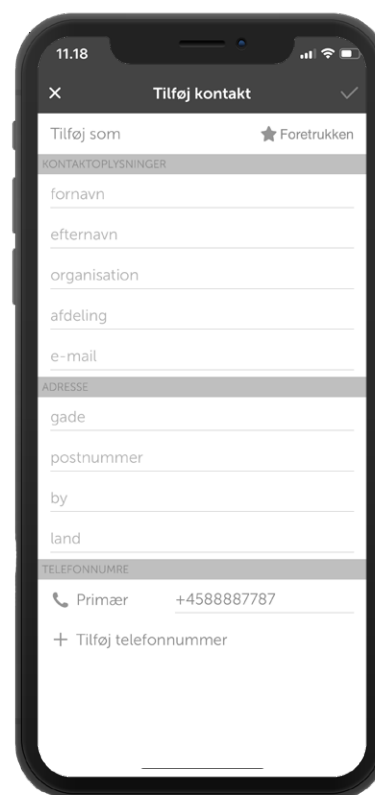 11.18
Tilføj kontakt
Tilføj som Foretrukken
KONTAKTOPLYSNINGER
fornavn
efternavn
organisation
afdeling
e-mail
ADRESSE
gade
postnummer
by
land
TELEFONNUMRE
Primær +4588887787
Tilføj telefonnummer